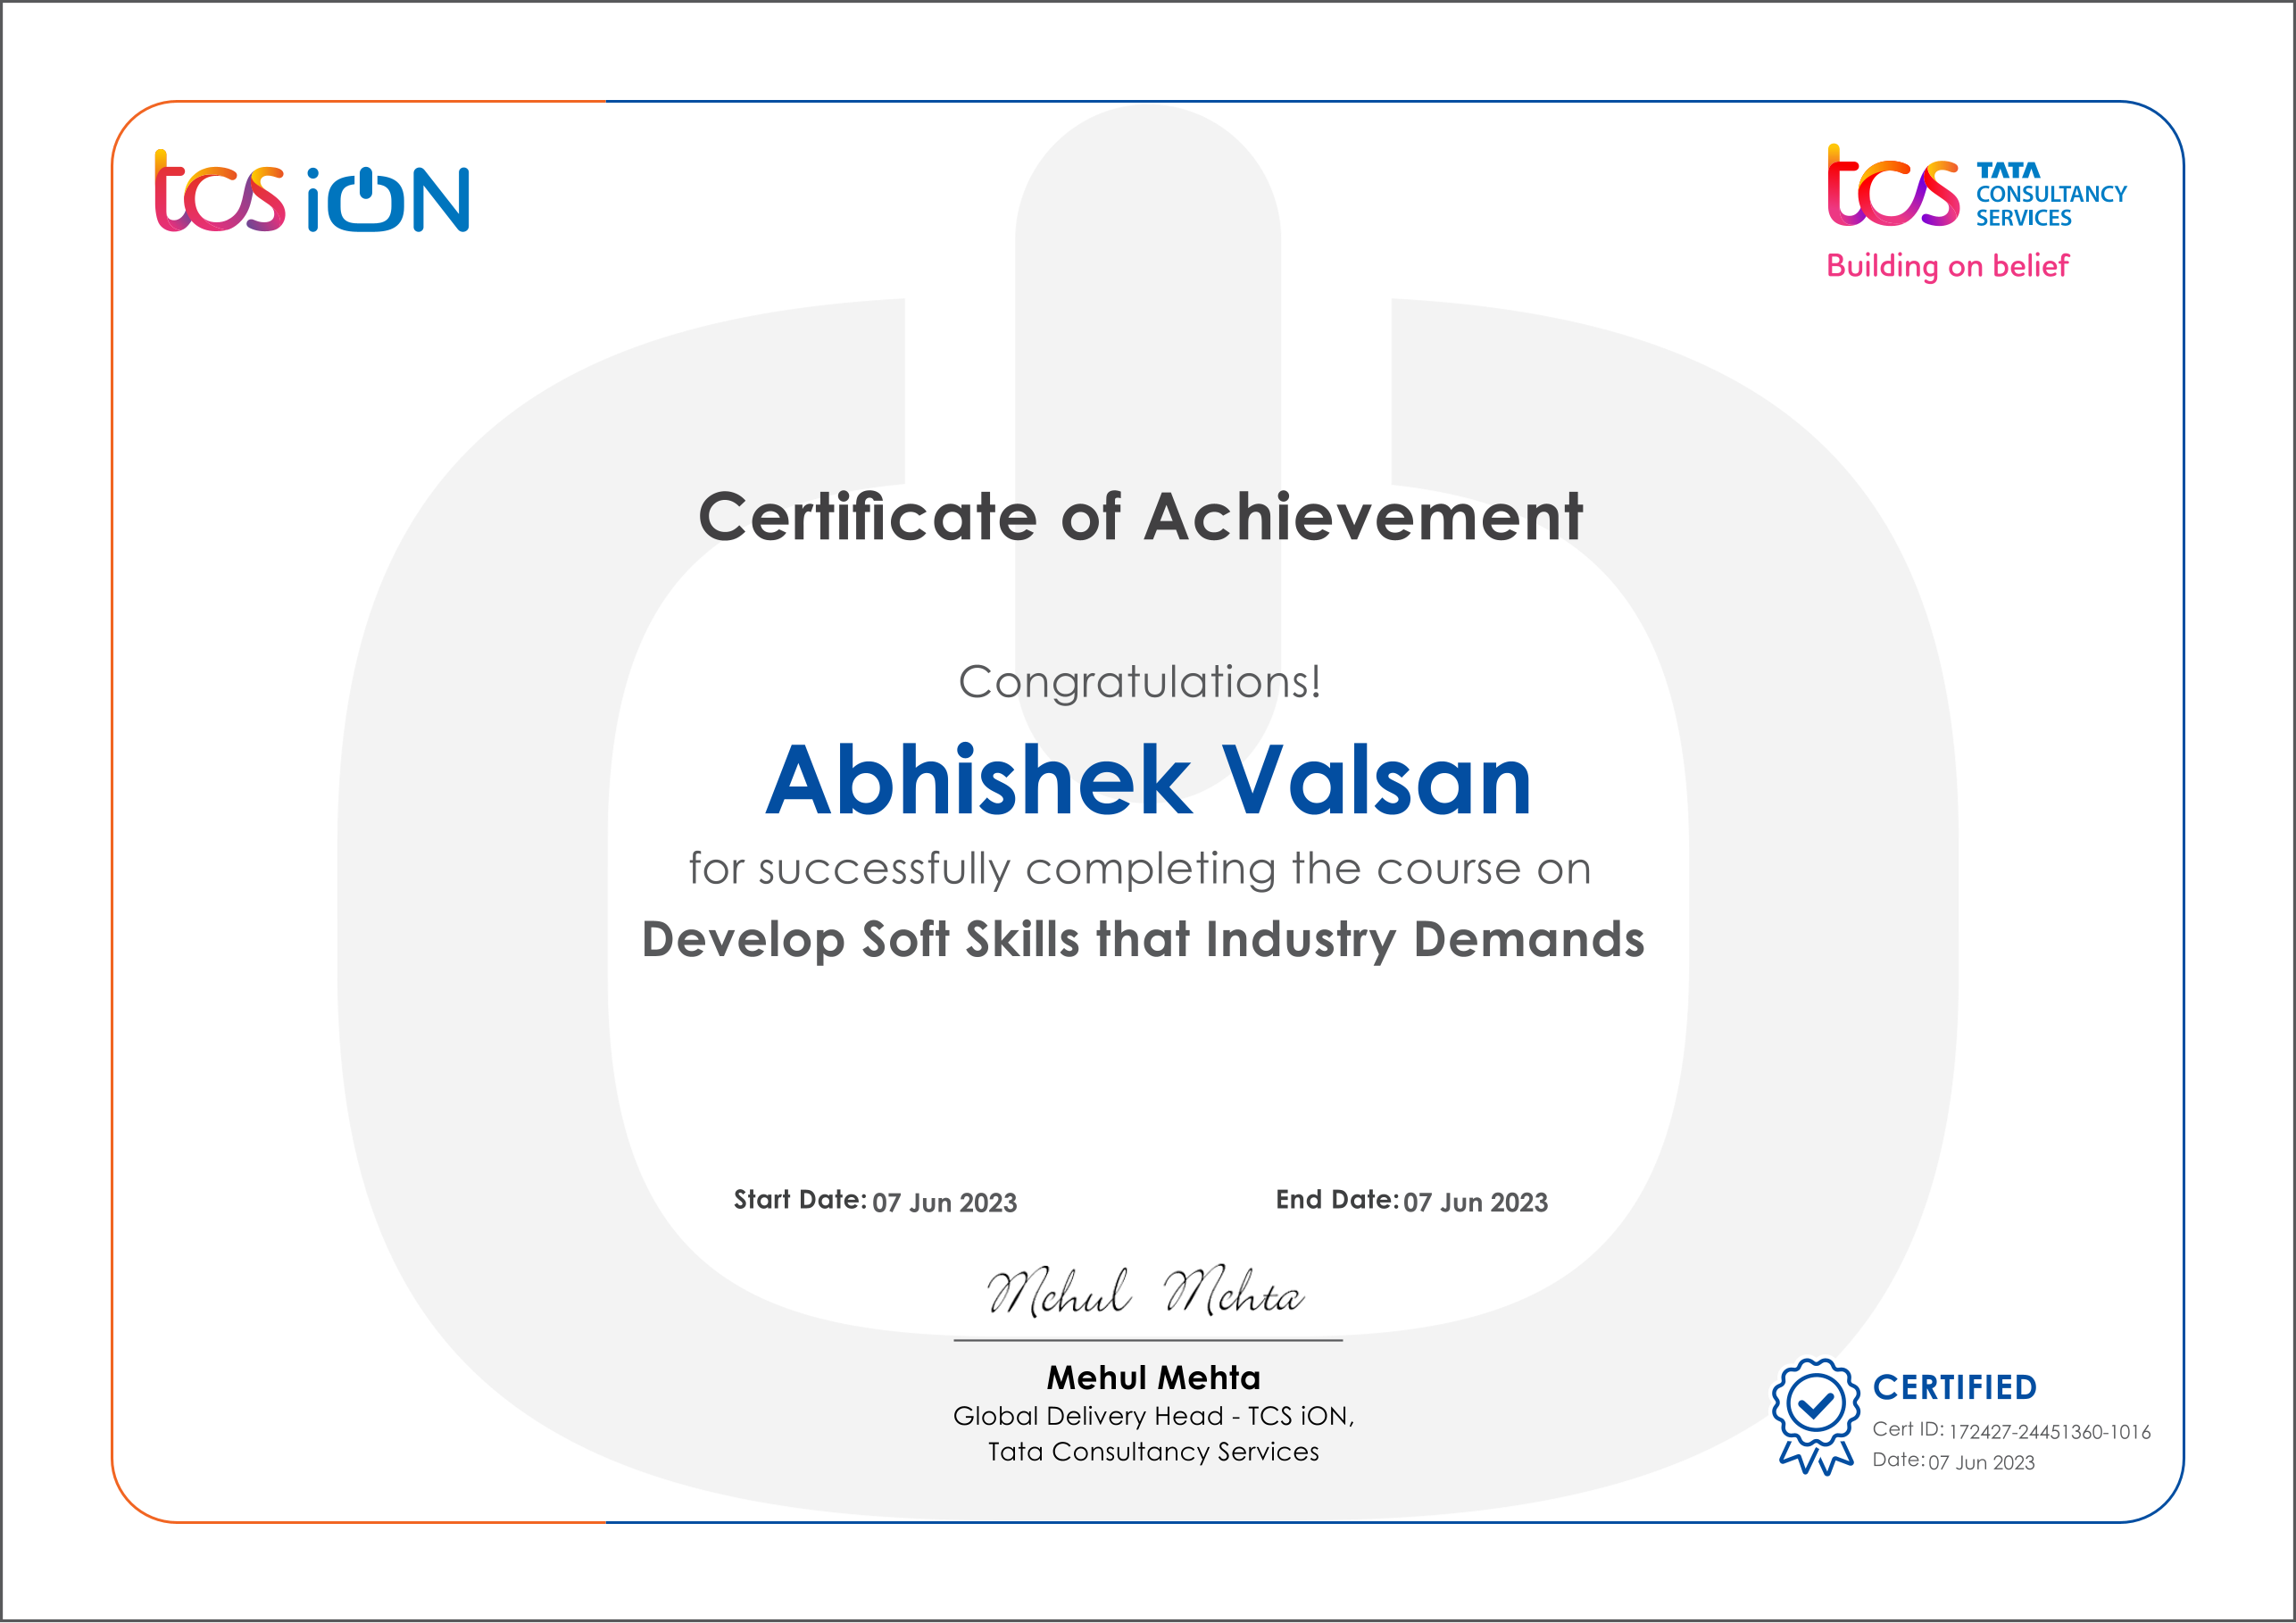 tcs iON
tcs TATA
CONSULTANCY
SERVICES
Building on belief
Certificate of Achievement
Congratulations!
Abhishek Valsan
for successfully completing the course on
Develop Soft Skills that Industry Demands
Start Date: 07 Jun 2023 End Date: 07 Jun 2023
Mehul Mehta
Mehul Mehta
Global Delivery Head - TCS iON,
Tata Consultancy Services
CERTIFIED
Cert ID: 172427-24451360-1016
Date: 07 Jun 2023